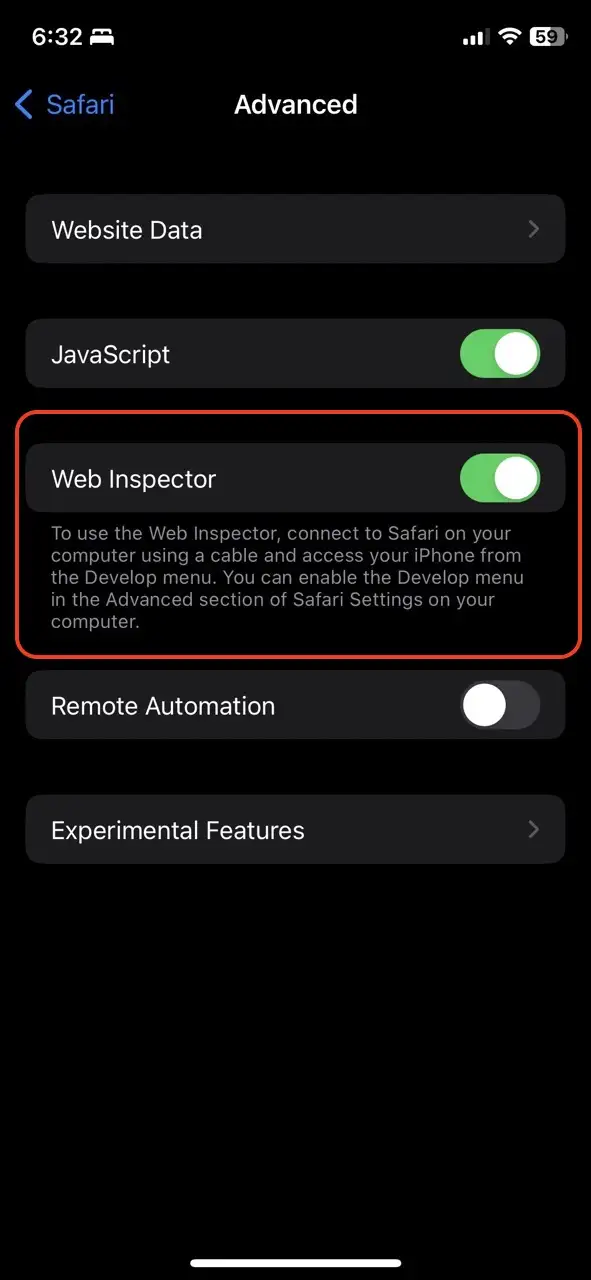 6:32
59
Safari
Advanced
Website Data
JavaScript
Web Inspector
To use the Web Inspector, connect to Safari on your
computer using a cable and access your iPhone from
the Develop menu. You can enable the Develop menu
in the Advanced section of Safari Settings on your
computer.
Remote Automation
Experimental Features